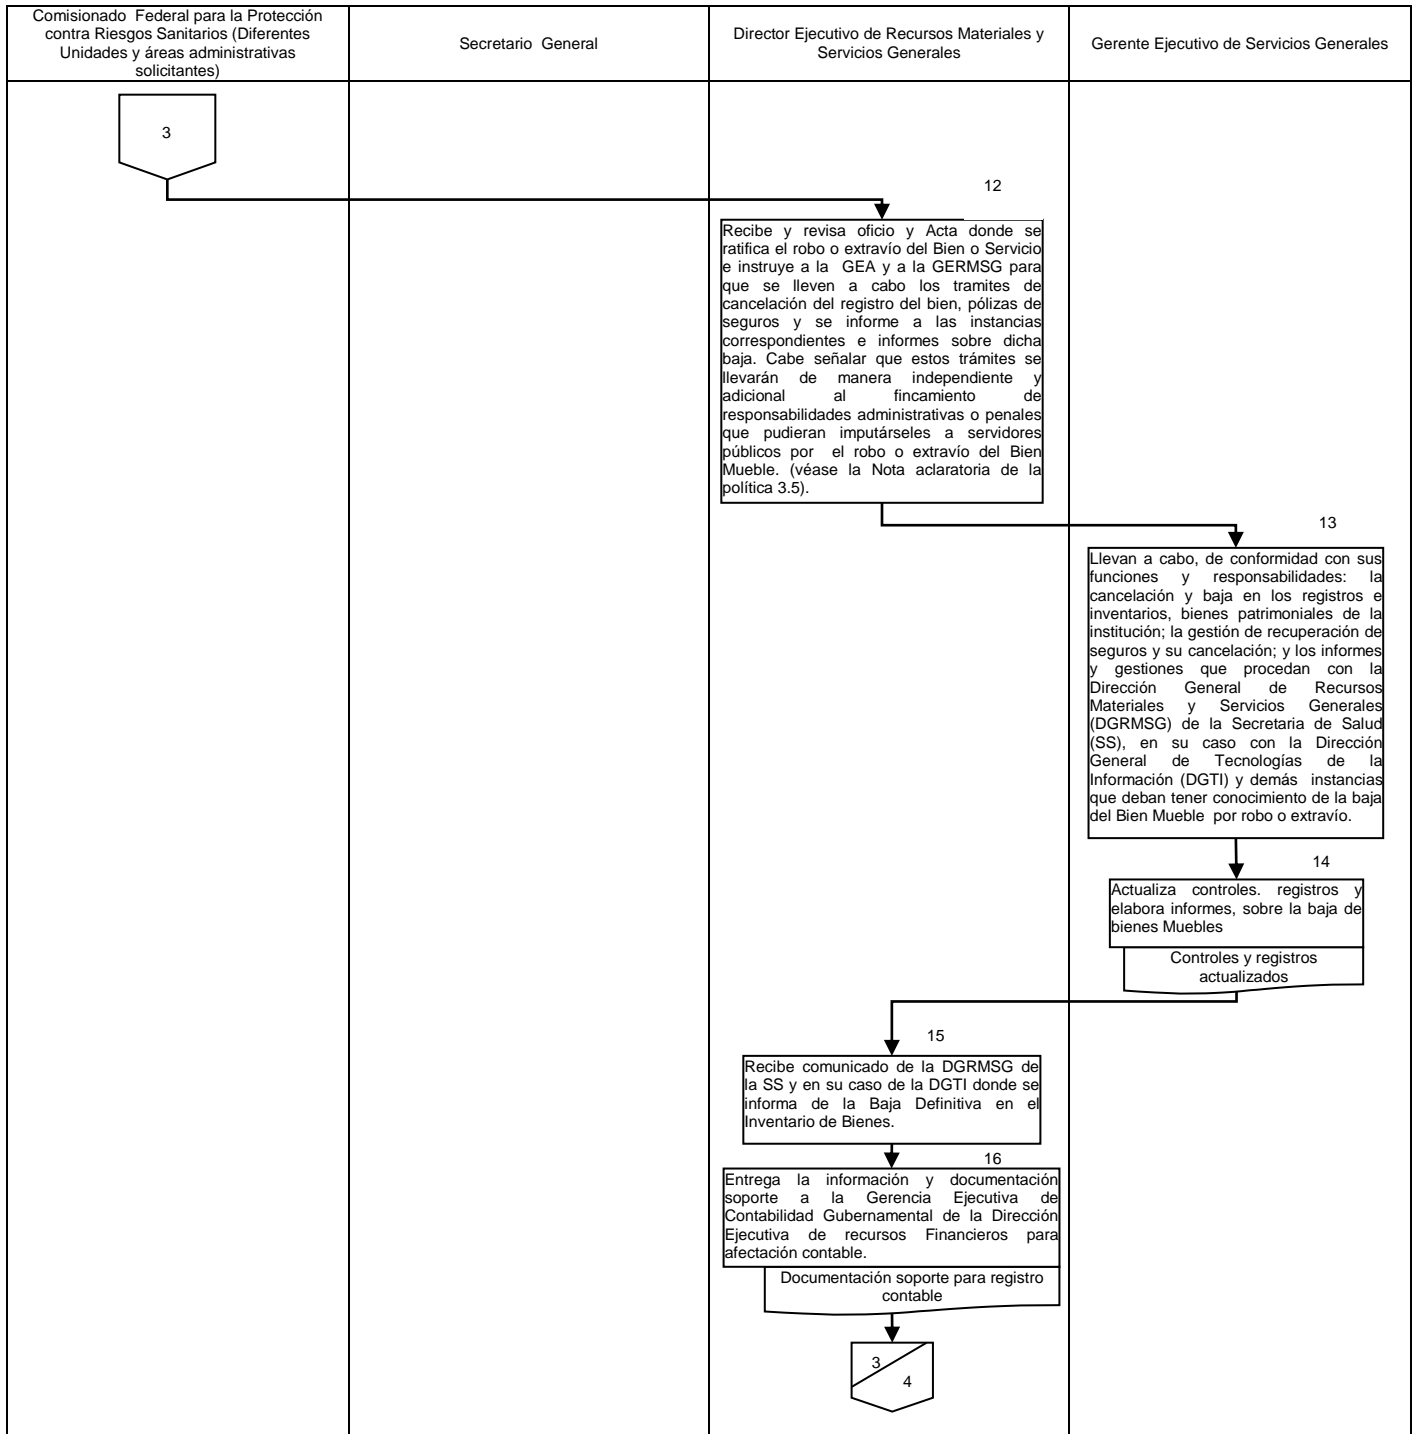 Comisionado Federal para la Protección
contra Riesgos Sanitarios (Diferentes
Unidades y áreas administrativas
solicitantes)
Secretario General
Director Ejecutivo de Recursos Materiales y
Servicios Generales
Gerente Ejecutivo de Servicios Generales
3
12
Recibe y revisa oficio y Acta donde se
ratifica el robo o extravío del Bien o Servicio
e instruye a la GEA y a la GERMSG para
que se lleven a cabo los tramites de
cancelación del registro del bien, pólizas de
seguros y se informe a las instancias
correspondientes e informes sobre dicha
baja. Cabe señalar que estos trámites se
llevarán de manera independiente y
adicional al fincamiento de
responsabilidades administrativas o penales
que pudieran imputárseles a servidores
públicos por el robo o extravío del Bien
Mueble. (véase la Nota aclaratoria de la
política 3.5).
13
Llevan a cabo, de conformidad con sus
funciones y responsabilidades: la
cancelación y baja en los registros e
inventarios, bienes patrimoniales de la
institución; la gestión de recuperación de
seguros y su cancelación; y los informes
y gestiones que procedan con la
Dirección General de Recursos
Materiales y Servicios Generales
(DGRMSG) de la Secretaria de Salud
(SS), en su caso con la Dirección
General de Tecnologías de la
Información (DGTI) y demás instancias
que deban tener conocimiento de la baja
del Bien Mueble por robo o extravío.
14
Actualiza controles. registros y
elabora informes, sobre la baja de
bienes Muebles
Controles y registros
actualizados
15
Recibe comunicado de la DGRMSG de
la SS y en su caso de la DGTI donde se
informa de la Baja Definitiva en el
Inventario de Bienes.
16
Entrega la información y documentación
soporte a la Gerencia Ejecutiva de
Contabilidad Gubernamental de la Dirección
Ejecutiva de recursos Financieros para
afectación contable.
Documentación soporte para registro
contable
3
4